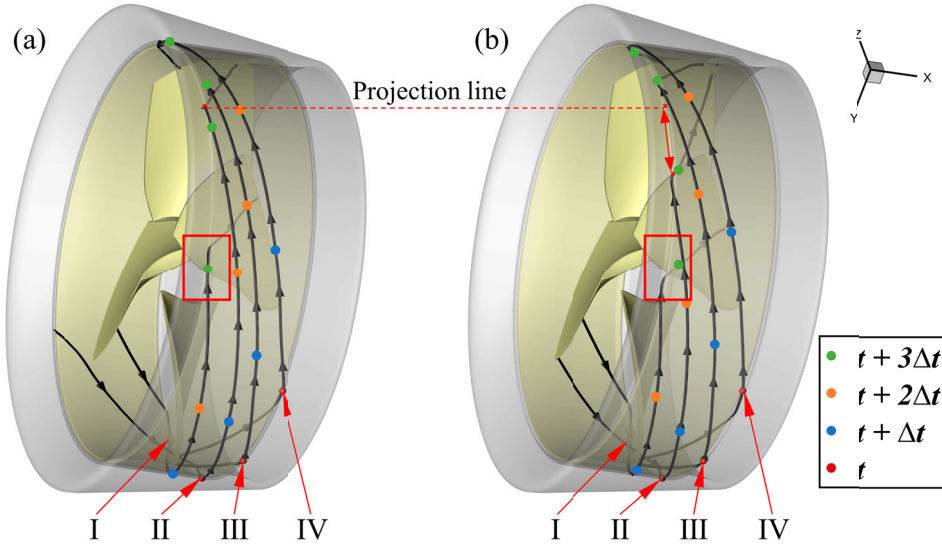 (a)
(b)
Z
X
Y
Projection line
t + 3Δt
t + 2Δt
t + Δt
t
I
II
III
IV
I
II
III
IV